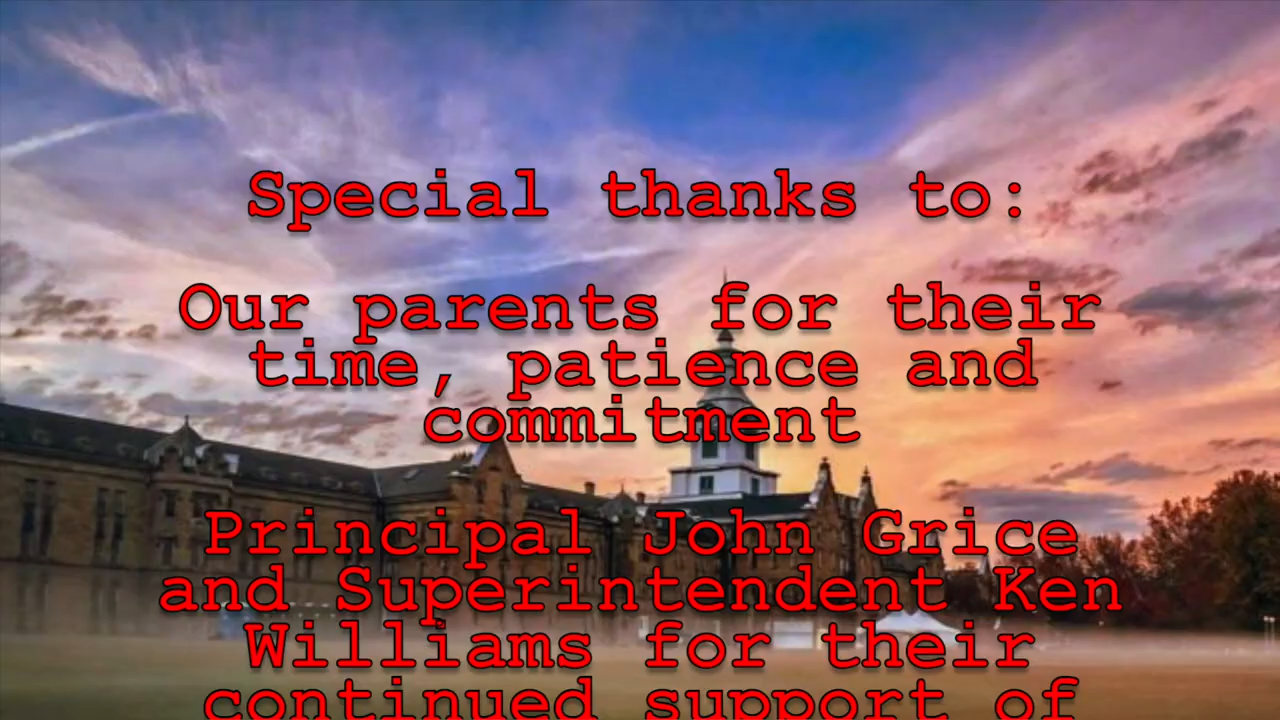 Special thanks to:
Our parents for their
time, patience and
commitment
Principal John Grice
and Superintendent Ken
Williams for their
continued support of